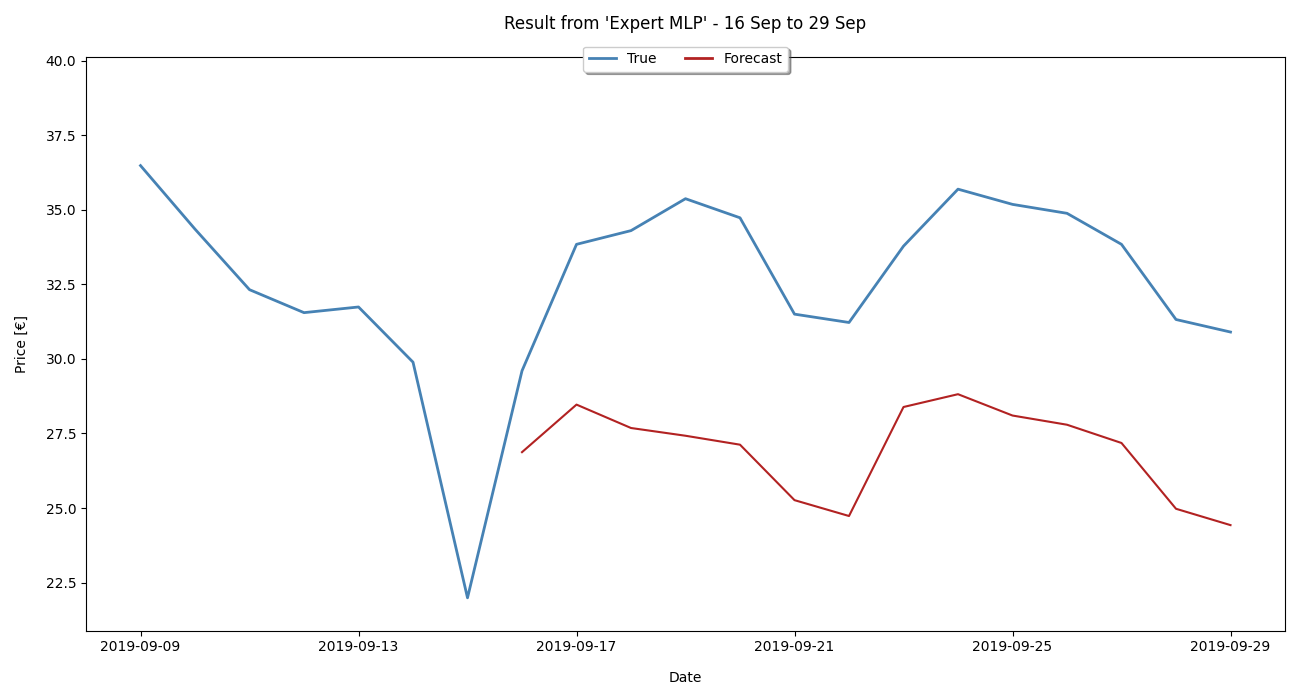 Result from 'Expert MLP' - 16 Sep to 29 Sep
True Forecast
40.0
37.5
35.0
32.5
30.0
27.5
25.0
22.5
Price [€]
2019-09-09 2019-09-13 2019-09-17 2019-09-21 2019-09-25 2019-09-29
Date